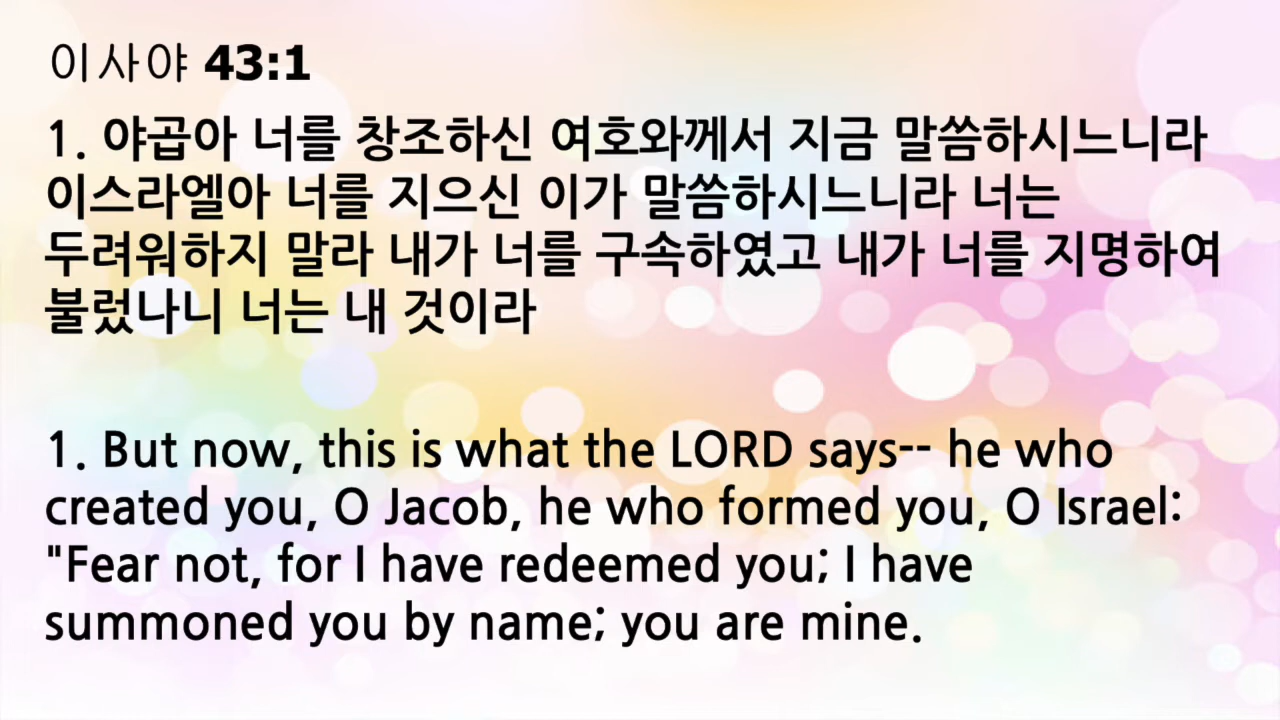 이사야 43:1
1. 야곱아 너를 창조하신 여호와께서 지금 말씀하시느니라
이스라엘아 너를 지으신 이가 말씀하시느니라 너는
두려워하지 말라 내가 너를 구속하였고 내가 너를 지명하여
불렀나니 너는 내 것이라
1. But now, this is what the LORD says-- he who
created you, O Jacob, he who formed you, O Israel:
"Fear not, for I have redeemed you; I have
summoned you by name; you are mine.